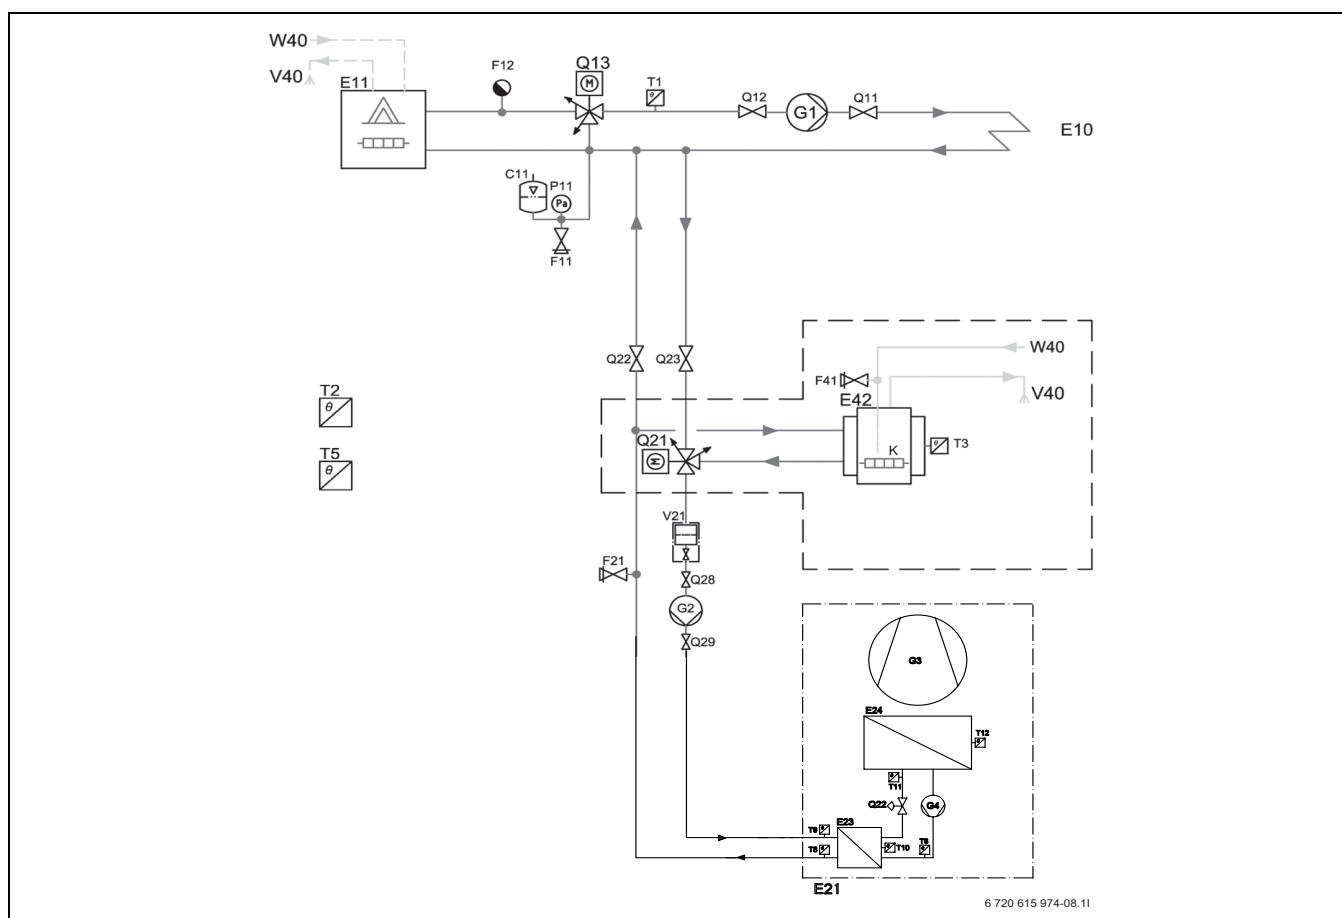 W40
V40
E11
F12
Q13
M
T1
θ
Q12
G1
Q11
E10
C11
P11
Pa
F11
Q22
Q23
W40
F41
V40
E42
T2
θ
Q21
M
K
θ
T3
T5
θ
V21
F21
Q28
G2
Q29
G3
E24
T12
T11
Q22
G4
E23
T9
T8
T10
T6
E21
6 720 615 974-08.1I